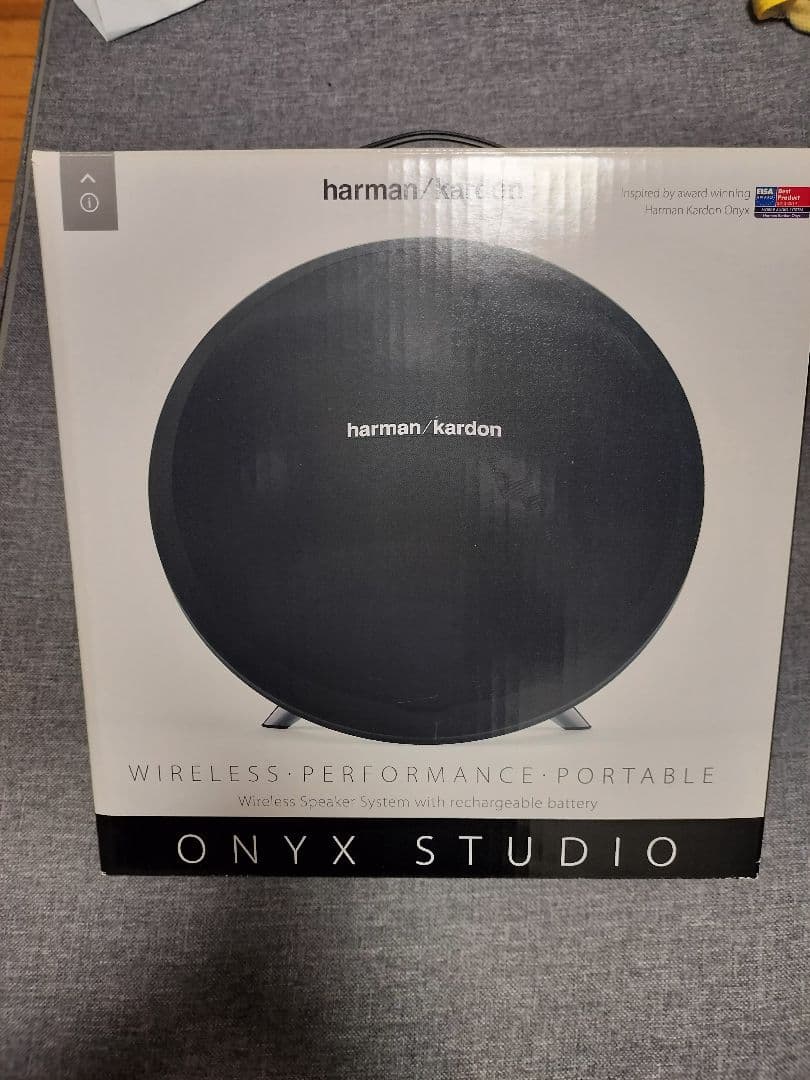 harman/kardon
Inspired by award-winning
Harman Kardon Onyx
EISA
AWARD
Best
Product
harman/kardon
WIRELESS · PERFORMANCE · PORTABLE
Wireless Speaker System with rechargeable battery
ONYX STUDIO